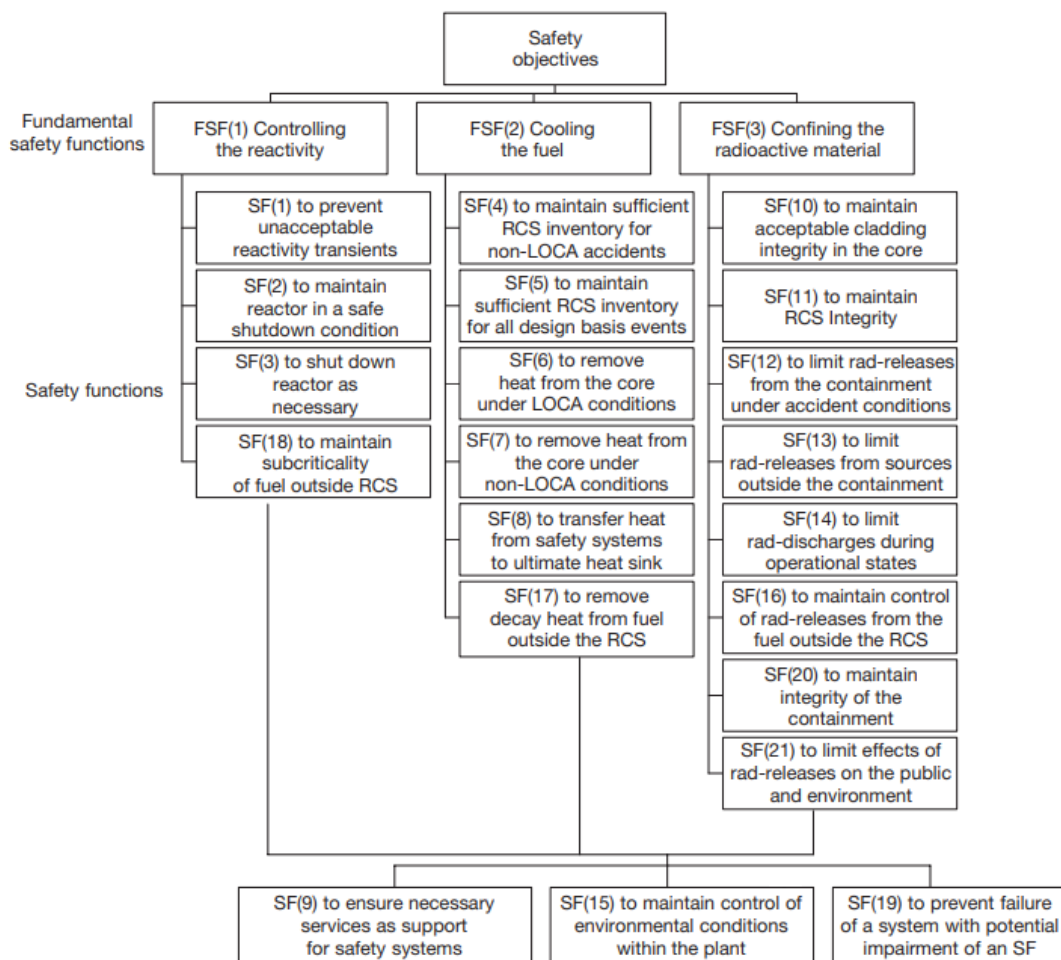 Safety
objectives
Fundamental
safety functions
FSF(1) Controlling
the reactivity
FSF(2) Cooling
the fuel
FSF(3) Confining the
radioactive material
Safety functions
SF(1) to prevent
unacceptable
reactivity transients
SF(2) to maintain
reactor in a safe
shutdown condition
SF(3) to shut down
reactor as
necessary
SF(18) to maintain
subcriticality
of fuel outside RCS
SF(4) to maintain sufficient
RCS inventory for
non-LOCA accidents
SF(5) to maintain
sufficient RCS inventory
for all design basis events
SF(6) to remove
heat from the core
under LOCA conditions
SF(7) to remove heat from
the core under
non-LOCA conditions
SF(8) to transfer heat
from safety systems
to ultimate heat sink
SF(17) to remove
decay heat from fuel
outside the RCS
SF(10) to maintain
acceptable cladding
integrity in the core
SF(11) to maintain
RCS Integrity
SF(12) to limit rad-releases
from the containment
under accident conditions
SF(13) to limit
rad-releases from sources
outside the containment
SF(14) to limit
rad-discharges during
operational states
SF(16) to maintain control
of rad-releases from the
fuel outside the RCS
SF(20) to maintain
integrity of the
containment
SF(21) to limit effects of
rad-releases on the public
and environment
SF(9) to ensure necessary
services as support
for safety systems
SF(15) to maintain control of
environmental conditions
within the plant
SF(19) to prevent failure
of a system with potential
impairment of an SF